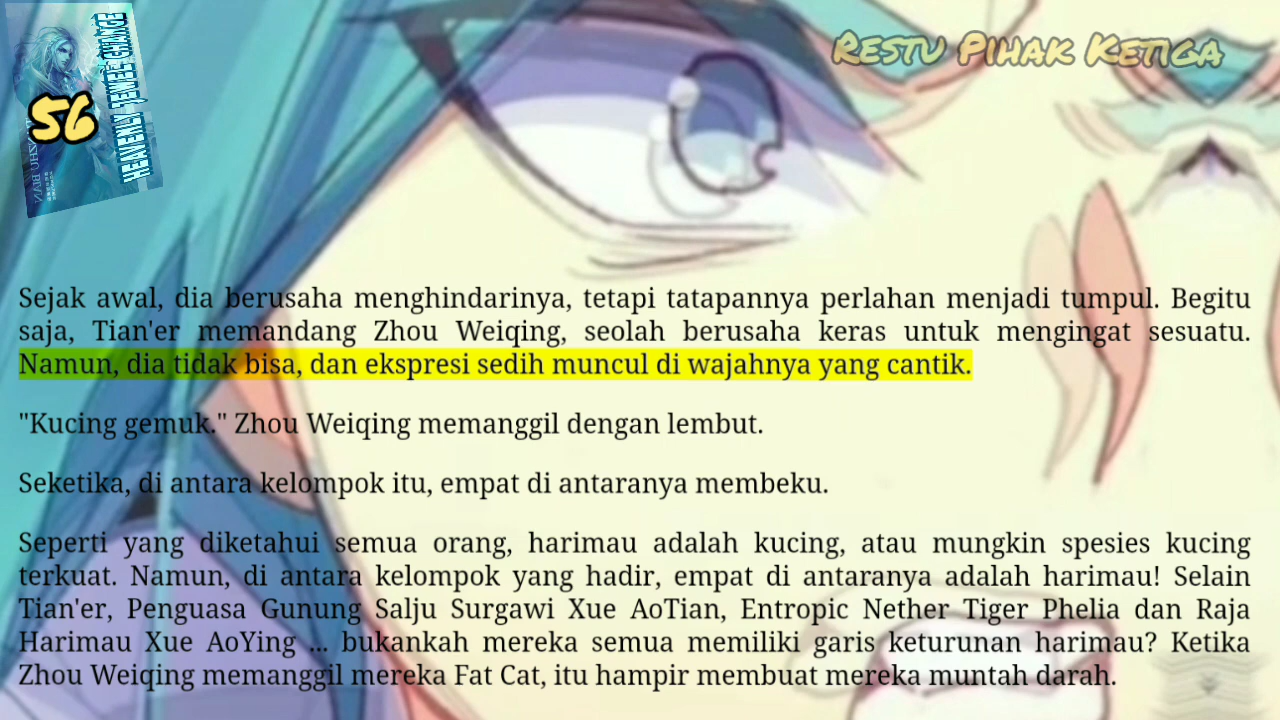 Restu Pihak Ketiga
56
HEAVENLY JEWEL CHANGE
Sejak awal, dia berusaha menghindarinya, tetapi tatapannya perlahan menjadi tumpul. Begitu
saja, Tian'er memandang Zhou Weiqing, seolah berusaha keras untuk mengingat sesuatu.
Namun, dia tidak bisa, dan ekspresi sedih muncul di wajahnya yang cantik.
"Kucing gemuk." Zhou Weiqing memanggil dengan lembut.
Seketika, di antara kelompok itu, empat di antaranya membeku.
Seperti yang diketahui semua orang, harimau adalah kucing, atau mungkin spesies kucing
terkuat. Namun, di antara kelompok yang hadir, empat di antaranya adalah harimau! Selain
Tian'er, Penguasa Gunung Salju Surgawi Xue AoTian, Entropic Nether Tiger Phelia dan Raja
Harimau Xue AoYing ... bukankah mereka semua memiliki garis keturunan harimau? Ketika
Zhou Weiqing memanggil mereka Fat Cat, itu hampir membuat mereka muntah darah.